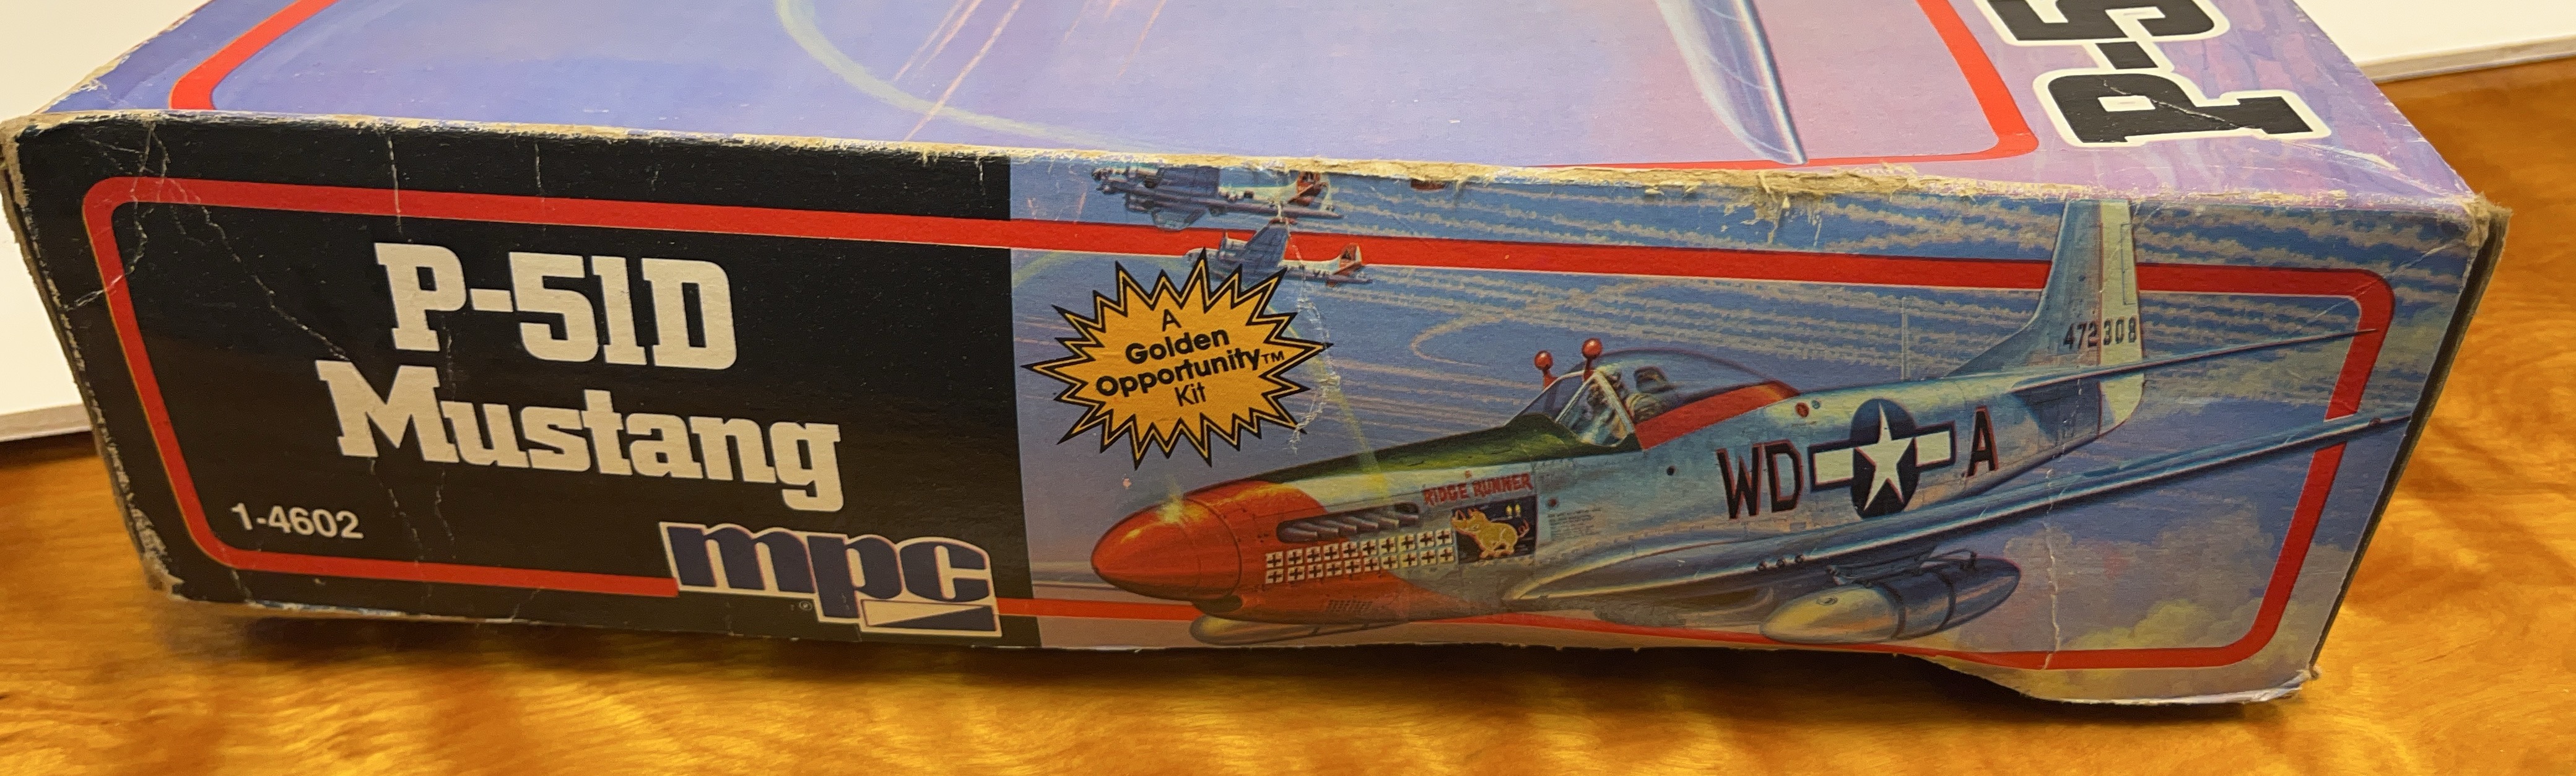 P-5
P-51D
Mustang
1-4602
mpc
®
A
Golden
Opportunity™
Kit
RIDGE RUNNER
WD A
472308